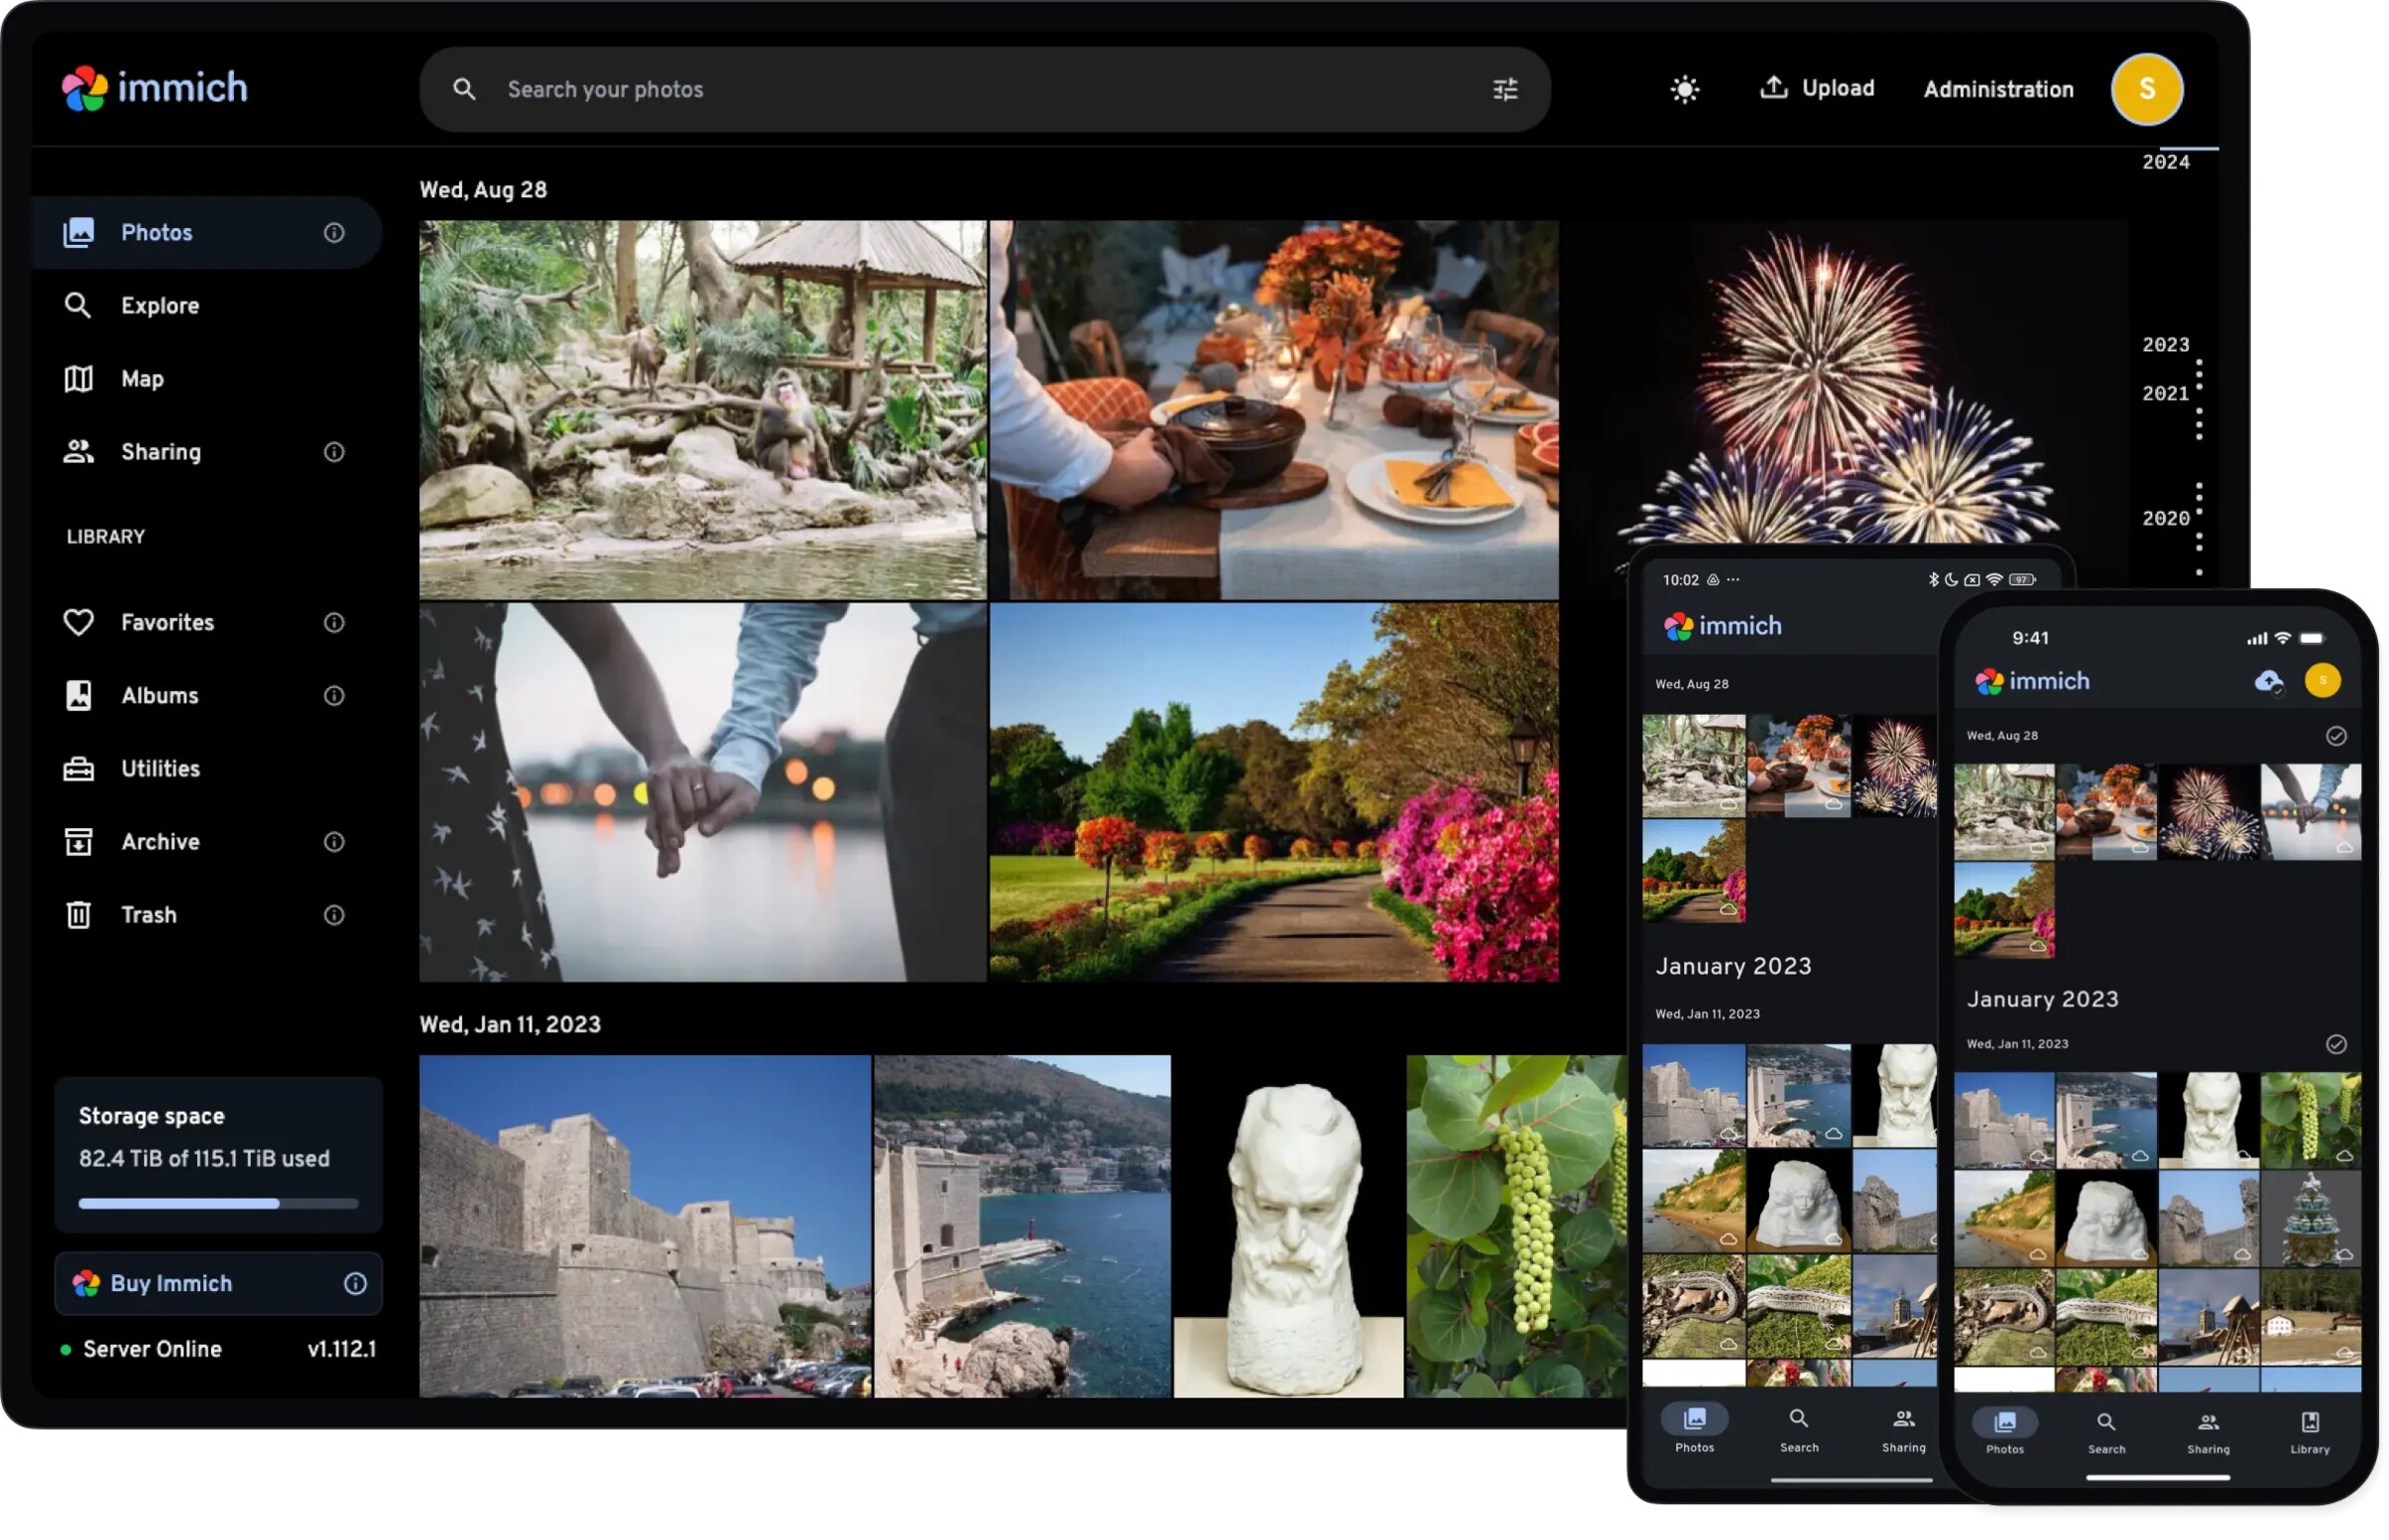 immich
Search your photos
Upload
Administration
S
Photos
Explore
Map
Sharing
LIBRARY
Favorites
Albums
Utilities
Archive
Trash
Storage space
82.4 TiB of 115.1 TiB used
Buy Immich
Server Online
v1.112.1
Wed, Aug 28
Wed, Jan 11, 2023
2024
2023
2021
2020
10:02
97
immich
Wed, Aug 28
January 2023
Wed, Jan 11, 2023
Photos
Search
Sharing
9:41
immich
S
Wed, Aug 28
January 2023
Wed, Jan 11, 2023
Photos
Search
Sharing
Library